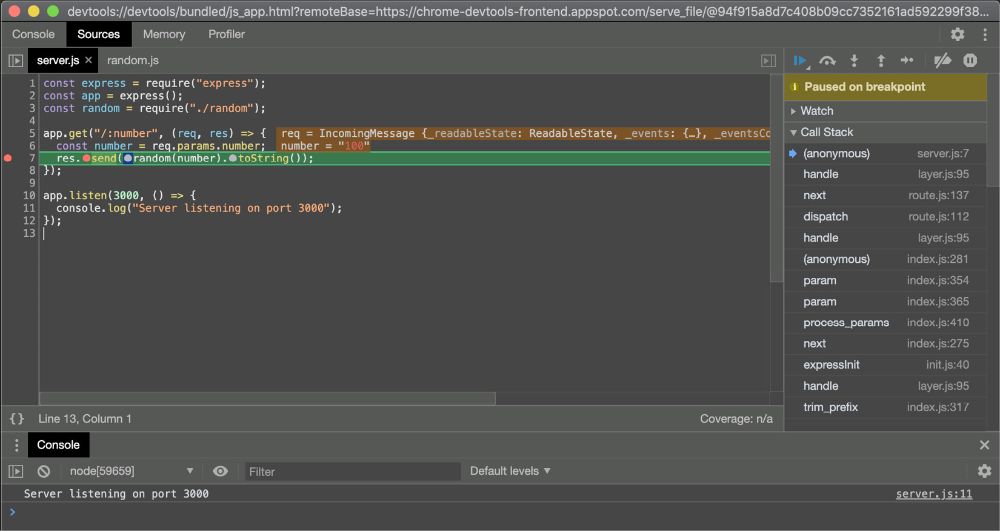 devtools://devtools/bundled/js_app.html?remoteBase=https://chrome-devtools-frontend.appspot.com/serve_file/@94f915a8d7c408b09cc7352161ad592299f38...
Console Sources Memory Profiler
server.js × random.js
1 const express = require("express");
2 const app = express();
3 const random = require("./random");
4
5 app.get("/:number", (req, res) => { req = IncomingMessage {_readableState: ReadableState, _events: {…}, _eventsCo
6 const number = req.params.number; number = "100"
7 res.send(random(number).toString());
8 });
9
10 app.listen(3000, () => {
11 console.log("Server listening on port 3000");
12 });
13
{} Line 13, Column 1 Coverage: n/a
Paused on breakpoint
Watch
Call Stack
(anonymous) server.js:7
handle layer.js:95
next route.js:137
dispatch route.js:112
handle layer.js:95
(anonymous) index.js:281
param index.js:354
param index.js:365
process_params index.js:410
next index.js:275
expressInit init.js:40
handle layer.js:95
trim_prefix index.js:317
Console
node[59659] Filter Default levels
Server listening on port 3000 server.js:11